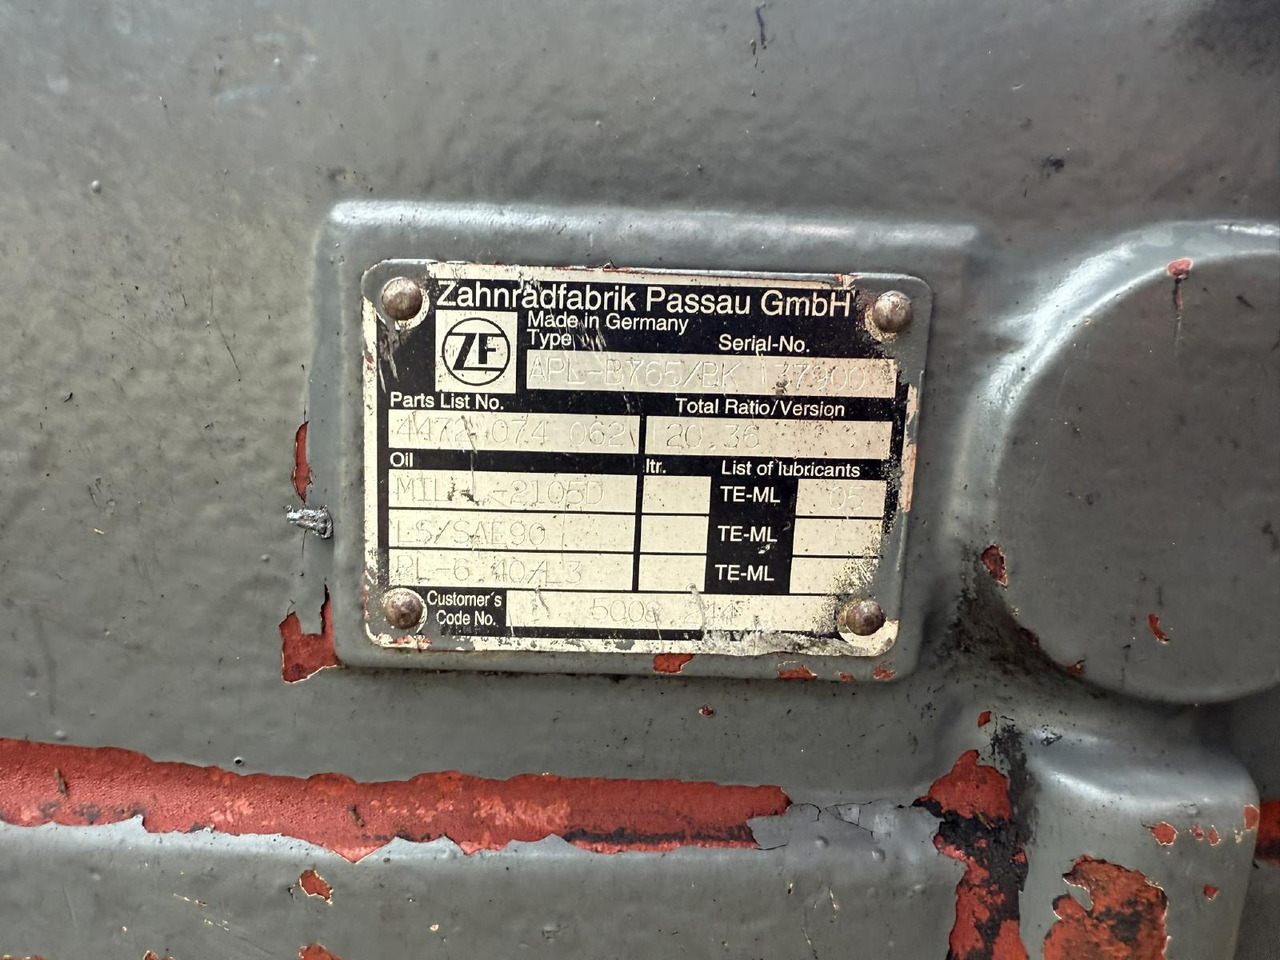 Zahnradfabrik Passau GmbH
ZF
Made in Germany
Type Serial-No.
APL-B765/BK 177900
Parts List No. Total Ratio/Version
4472 074 062 20.36
Oil ltr. List of lubricants
-2105D TE-ML 05
LS/SAE90 TE-ML
TE-ML
Customer's
Code No. 5008